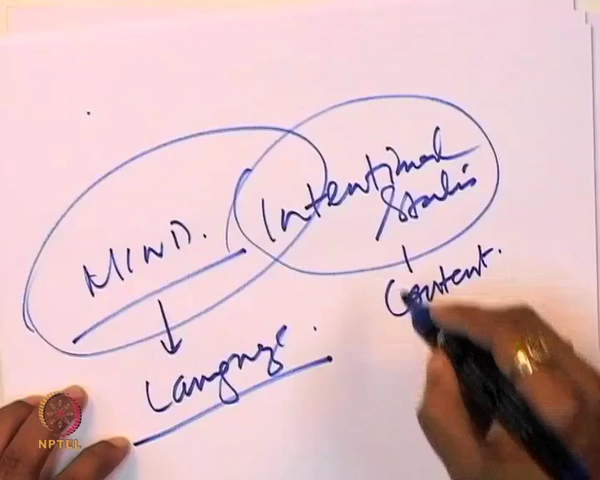 MIND.
Intentional
States
Content.
Language.
NPTEL